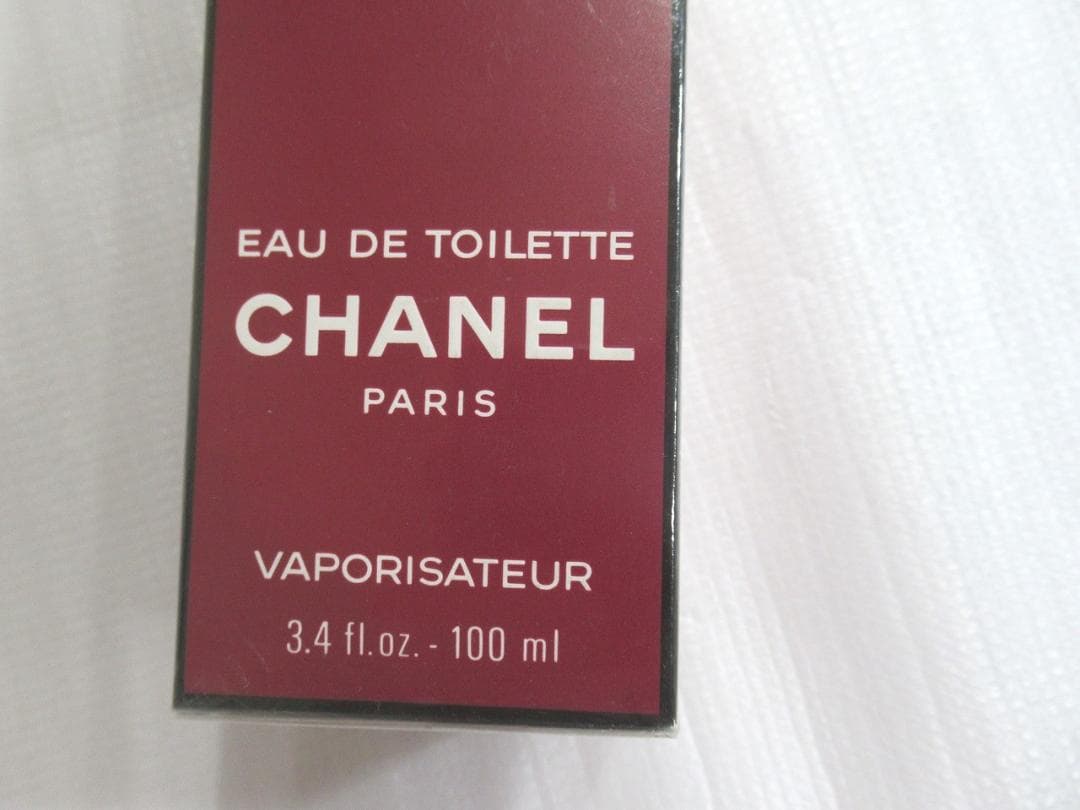 EAU DE TOILETTE
CHANEL
PARIS
VAPORISATEUR
3.4 fl.oz. - 100 ml